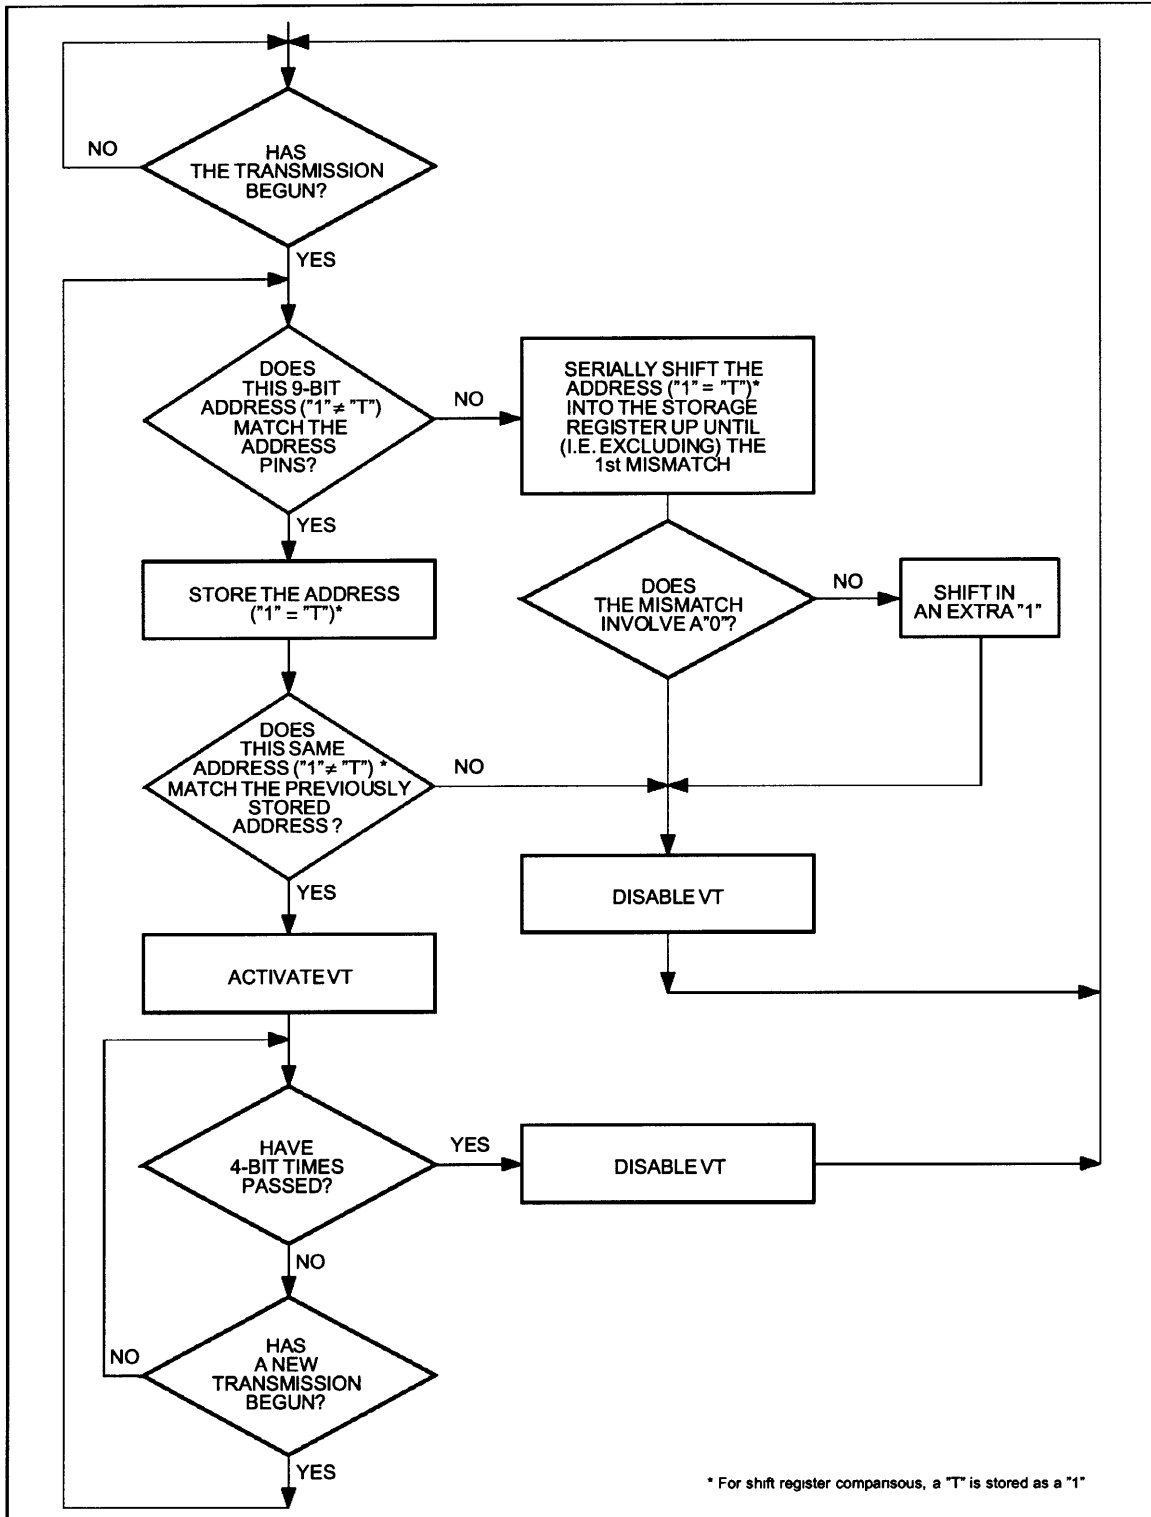 NO
HAS
THE TRANSMISSION
BEGUN?
YES
DOES
THIS 9-BIT
ADDRESS ("1" ≠ "T")
MATCH THE
ADDRESS
PINS?
NO
SERIALLY SHIFT THE
ADDRESS ("1" = "T")*
INTO THE STORAGE
REGISTER UP UNTIL
(I.E. EXCLUDING) THE
1st MISMATCH
YES
STORE THE ADDRESS
("1" = "T")*
DOES
THE MISMATCH
INVOLVE A "0"?
NO
SHIFT IN
AN EXTRA "1"
DOES
THIS SAME
ADDRESS ("1" ≠ "T") *
MATCH THE PREVIOUSLY
STORED
ADDRESS ?
NO
YES
DISABLE VT
ACTIVATE VT
HAVE
4-BIT TIMES
PASSED?
YES
DISABLE VT
NO
HAS
A NEW
TRANSMISSION
BEGUN?
NO
YES
* For shift register comparisous, a "T" is stored as a "1"